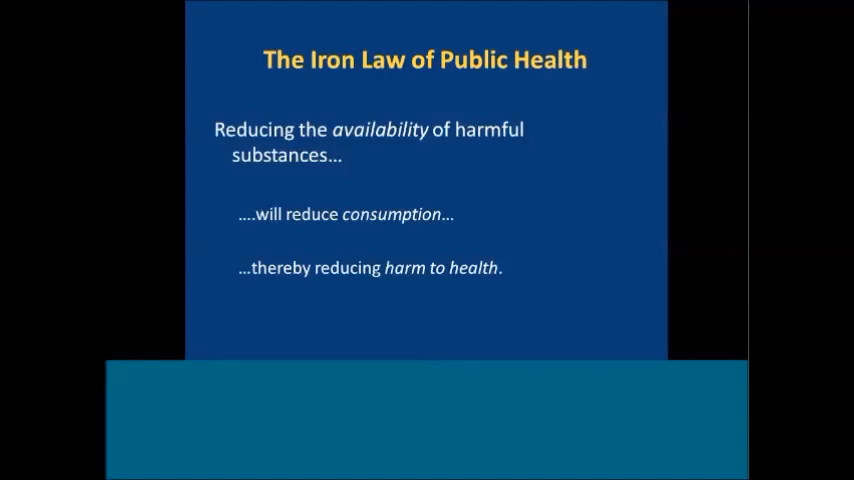 The Iron Law of Public Health
Reducing the availability of harmful
substances...
....will reduce consumption...
...thereby reducing harm to health.